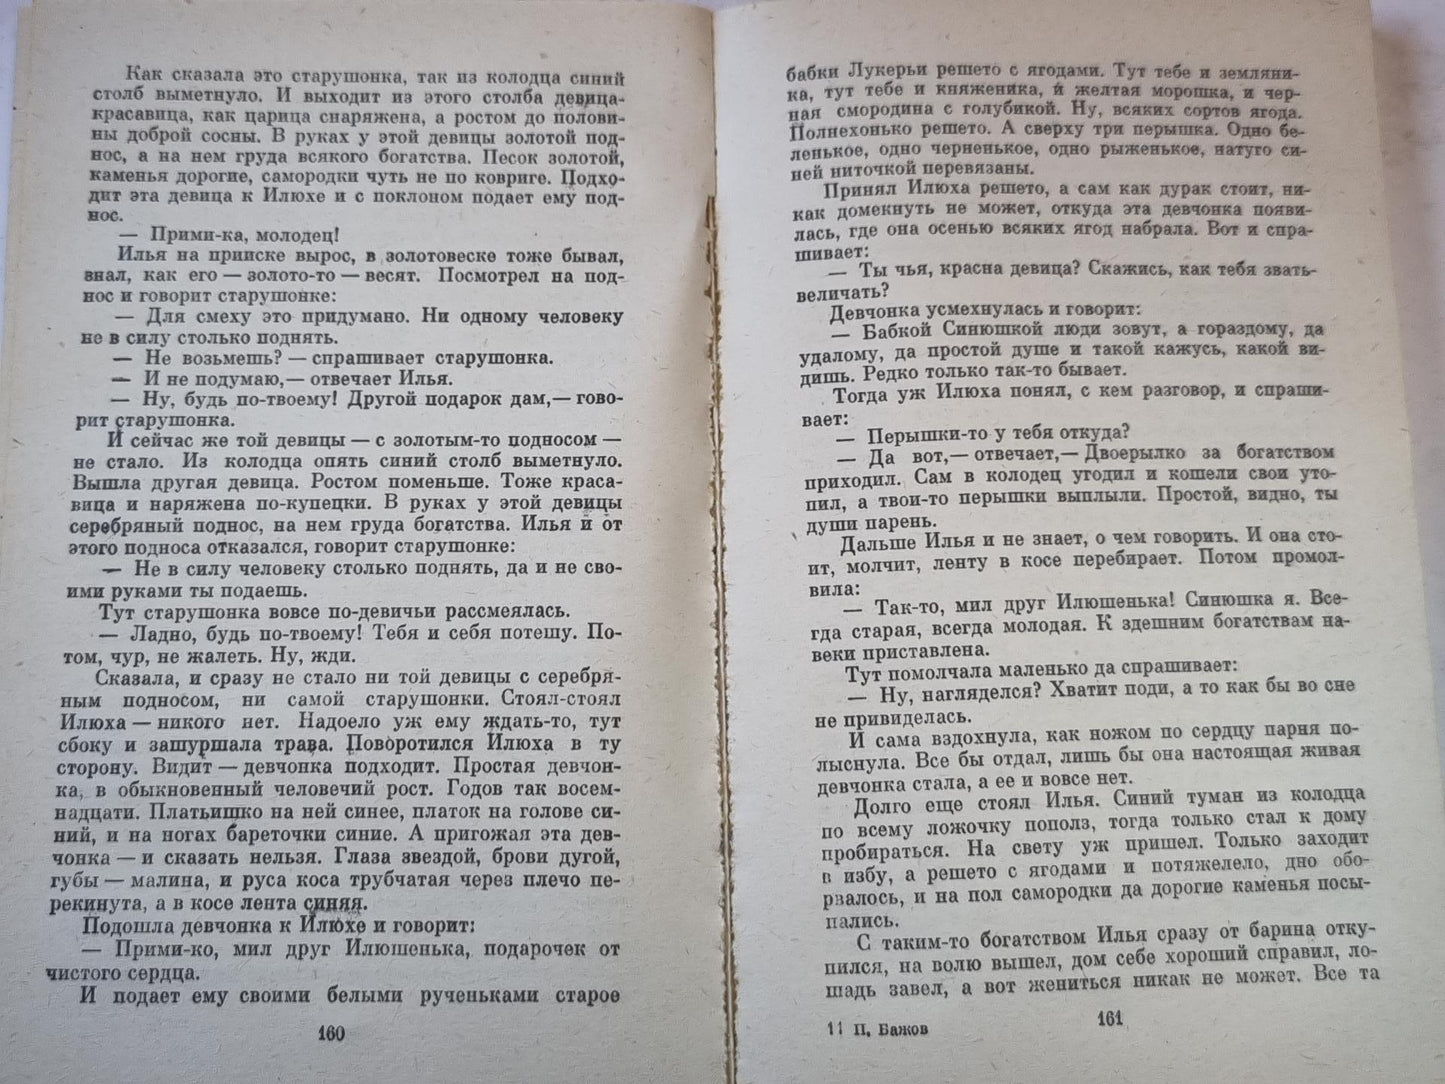 Как сказала это старушонка, так из колодца синий
столб выметнуло. И выходит из этого столба девица-
красавица, как царица снаряжена, а ростом до полови-
ны доброй сосны. В руках у этой девицы золотой под-
нос, а на нем груда всякого богатства. Песок золотой,
каменья дорогие, самородки чуть не по ковриге. Подхо-
дит эта девица к Илюхе и с поклоном подает ему под-
нос.
— Прими-ка, молодец!
Илья на прииске вырос, в золотовеске тоже бывал,
знал, как его — золото-то — весят. Посмотрел на под-
нос и говорит старушонке:
— Для смеху это придумано. Ни одному человеку
не в силу столько поднять.
— Не возьмешь? — спрашивает старушонка.
— И не подумаю,— отвечает Илья.
— Ну, будь по-твоему! Другой подарок дам,— гово-
рит старушонка.
И сейчас же той девицы — с золотым-то подносом —
не стало. Из колодца опять синий столб выметнуло.
Вышла другая девица. Ростом поменьше. Тоже краса-
вица и наряжена по-купецки. В руках у этой девицы
серебряный поднос, на нем груда богатства. Илья и от
этого подноса отказался, говорит старушонке:
— Не в силу человеку столько поднять, да и не сво-
ими руками ты подаешь.
Тут старушонка вовсе по-девичьи рассмеялась.
— Ладно, будь по-твоему! Тебя и себя потешу. По-
том, чур, не жалеть. Ну, жди.
Сказала, и сразу не стало ни той девицы с серебря-
ным подносом, ни самой старушонки. Стоял-стоял
Илюха — никого нет. Надоело уж ему ждать-то, тут
сбоку и зашуршала трава. Поворотился Илюха в ту
сторону. Видит — девчонка подходит. Простая девчон-
ка, в обыкновенный человечий рост. Годов так восем-
надцати. Платьишко на ней синее, платок на голове си-
ний, и на ногах бареточки синие. А пригожая эта дев-
чонка — и сказать нельзя. Глаза звездой, брови дугой,
губы — малина, и руса коса трубчатая через плечо пе-
рекинута, а в косе лента синяя.
Подошла девчонка к Илюхе и говорит:
— Прими-ко, мил друг Илюшенька, подарочек от
чистого сердца.
И подает ему своими белыми рученьками старое
160
бабки Лукерьи решето с ягодами. Тут тебе и земляни-
ка, тут тебе и княженика, и желтая морошка, и чер-
ная смородина с голубикой. Ну, всяких сортов ягода.
Полнехонько решето. А сверху три перышка. Одно бе-
ленькое, одно черненькое, одно рыженькое, натуго си-
ней ниточкой перевязаны.
Принял Илюха решето, а сам как дурак стоит, ни-
как домекнуть не может, откуда эта девчонка появи-
лась, где она осенью всяких ягод набрала. Вот и спра-
шивает:
— Ты чья, красна девица? Скажись, как тебя звать-
величать?
Девчонка усмехнулась и говорит:
— Бабкой Синюшкой люди зовут, а гораздому, да
удалому, да простой душе и такой кажусь, какой ви-
дишь. Редко только так-то бывает.
Тогда уж Илюха понял, с кем разговор, и спраши-
вает:
— Перышки-то у тебя откуда?
— Да вот,— отвечает,— Двоерылко за богатством
приходил. Сам в колодец угодил и кошели свои уто-
пил, а твои-то перышки выплыли. Простой, видно, ты
души парень.
Дальше Илья и не знает, о чем говорить. И она сто-
ит, молчит, ленту в косе перебирает. Потом промол-
вила:
— Так-то, мил друг Илюшенька! Синюшка я. Все-
гда старая, всегда молодая. К здешним богатствам на-
веки приставлена.
Тут помолчала маленько да спрашивает:
— Ну, нагляделся? Хватит поди, а то как бы во сне
не привиделась.
И сама вздохнула, как ножом по сердцу парня по-
лыснула. Все бы отдал, лишь бы она настоящая живая
девчонка стала, а ее и вовсе нет.
Долго еще стоял Илья. Синий туман из колодца
по всему ложочку пополз, тогда только стал к дому
пробираться. На свету уж пришел. Только заходит
в избу, а решето с ягодами и потяжелело, дно обо-
рвалось, и на пол самородки да дорогие каменья посы-
пались.
С таким-то богатством Илья сразу от барина отку-
пился, на волю вышел, дом себе хороший справил, ло-
шадь завел, а вот жениться никак не может. Все та
11 П. Бажов
161